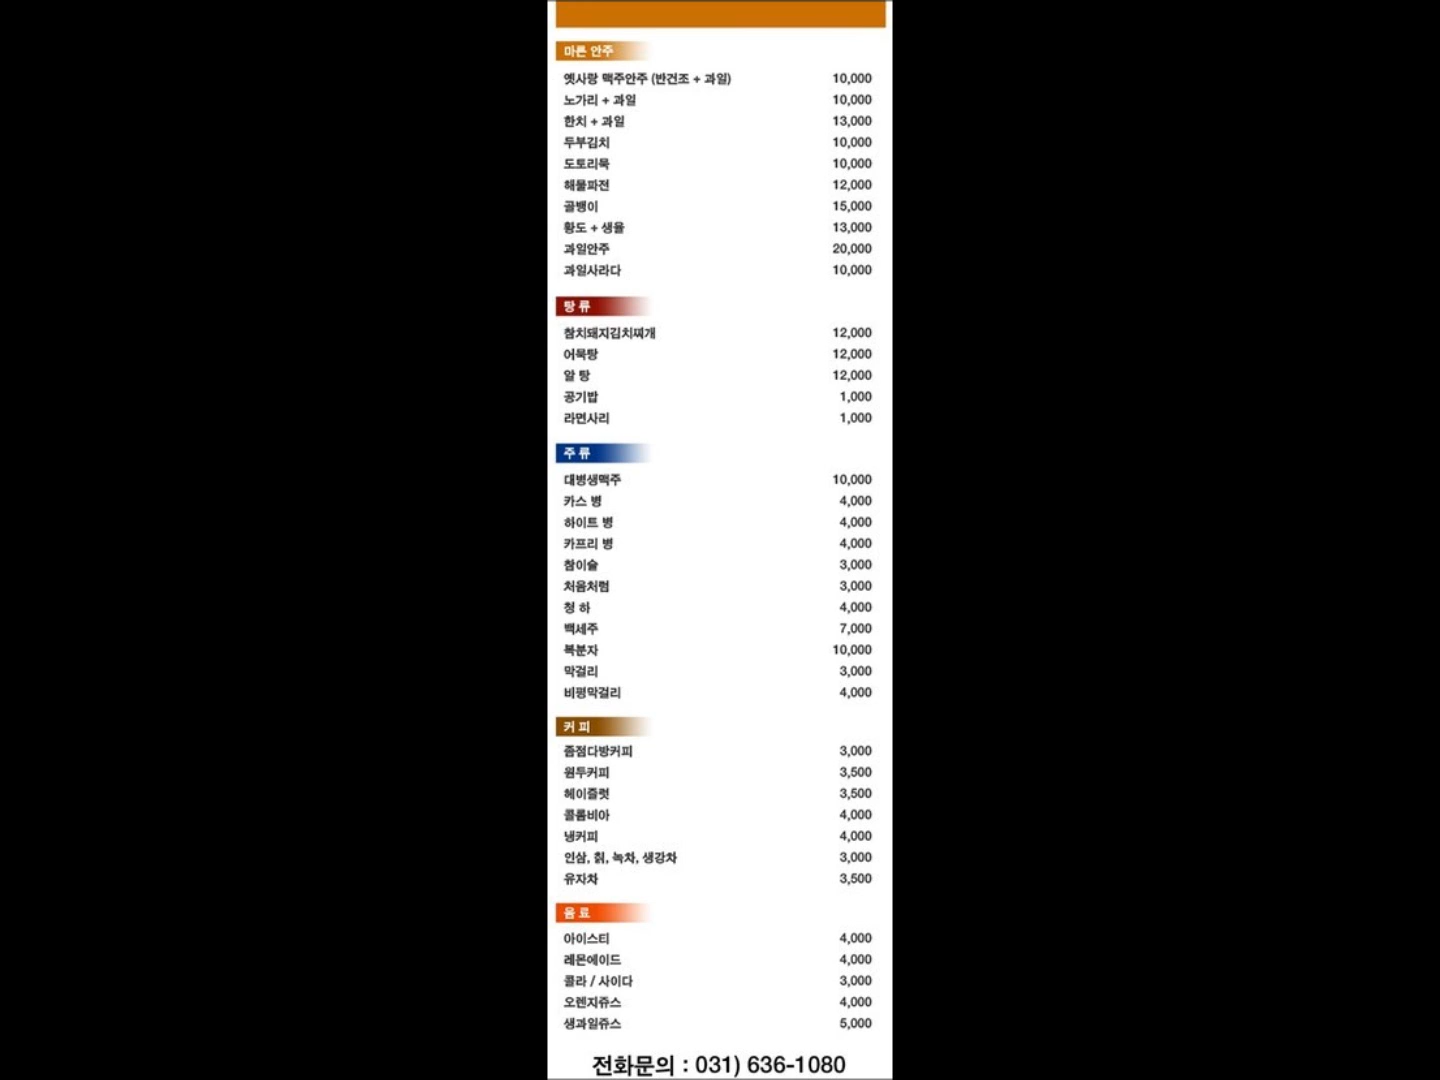 마른 안주
옛사랑 맥주안주 (반건조 + 과일) 10,000
노가리 + 과일 10,000
한치 + 과일 13,000
두부김치 10,000
도토리묵 10,000
해물파전 12,000
골뱅이 15,000
황도 + 생율 13,000
과일안주 20,000
과일사라다 10,000
탕 류
참치돼지김치찌개 12,000
어묵탕 12,000
알 탕 12,000
공기밥 1,000
라면사리 1,000
주 류
대병생맥주 10,000
카스 병 4,000
하이트 병 4,000
카프리 병 4,000
참이슬 3,000
처음처럼 3,000
청 하 4,000
백세주 7,000
복분자 10,000
막걸리 3,000
비평막걸리 4,000
커 피
좀점다방커피 3,000
원두커피 3,500
헤이즐럿 3,500
콜롬비아 4,000
냉커피 4,000
인삼, 칡, 녹차, 생강차 3,000
유자차 3,500
음 료
아이스티 4,000
레몬에이드 4,000
콜라 / 사이다 3,000
오렌지쥬스 4,000
생과일쥬스 5,000
전화문의 : 031) 636-1080